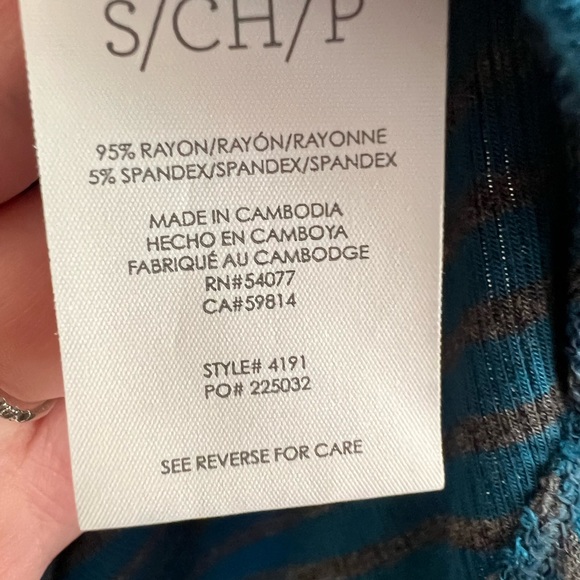 S/CH/P
95% RAYON/RAYÓN/RAYONNE
5% SPANDEX/SPANDEX/SPANDEX
MADE IN CAMBODIA
HECHO EN CAMBOYA
FABRIQUÉ AU CAMBODGE
RN#54077
CA#59814
STYLE# 4191
PO# 225032
SEE REVERSE FOR CARE